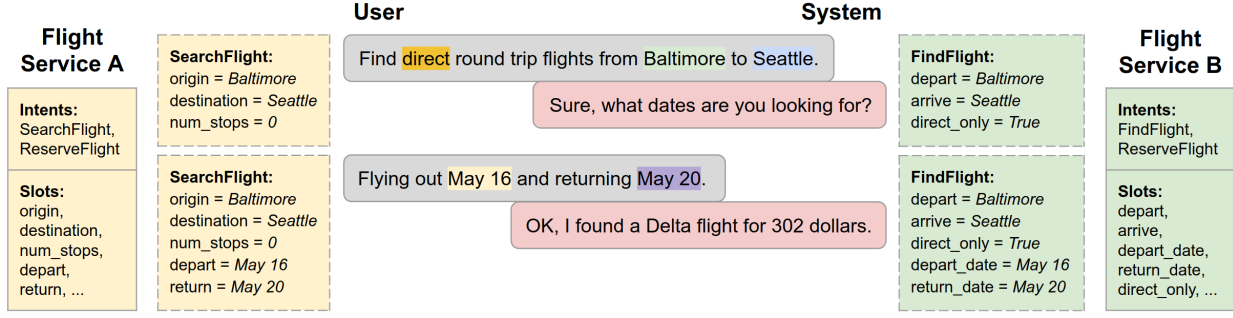 User
System
Flight
Service A
Intents:
SearchFlight,
ReserveFlight
Slots:
origin,
destination,
num_stops,
depart,
return, ...
SearchFlight:
origin = Baltimore
destination = Seattle
num_stops = 0
SearchFlight:
origin = Baltimore
destination = Seattle
num_stops = 0
depart = May 16
return = May 20
Find direct round trip flights from Baltimore to Seattle.
Sure, what dates are you looking for?
Flying out May 16 and returning May 20.
OK, I found a Delta flight for 302 dollars.
FindFlight:
depart = Baltimore
arrive = Seattle
direct_only = True
FindFlight:
depart = Baltimore
arrive = Seattle
direct_only = True
depart_date = May 16
return_date = May 20
Flight
Service B
Intents:
FindFlight,
ReserveFlight
Slots:
depart,
arrive,
depart_date,
return_date,
direct_only, ...